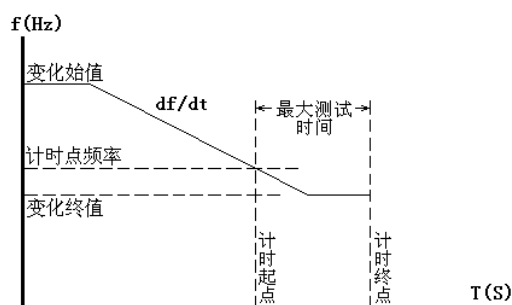 f(Hz)
变化始值
df/dt
最大测试
时间
计时点频率
变化终值
计时起点
计时终点
T(S)